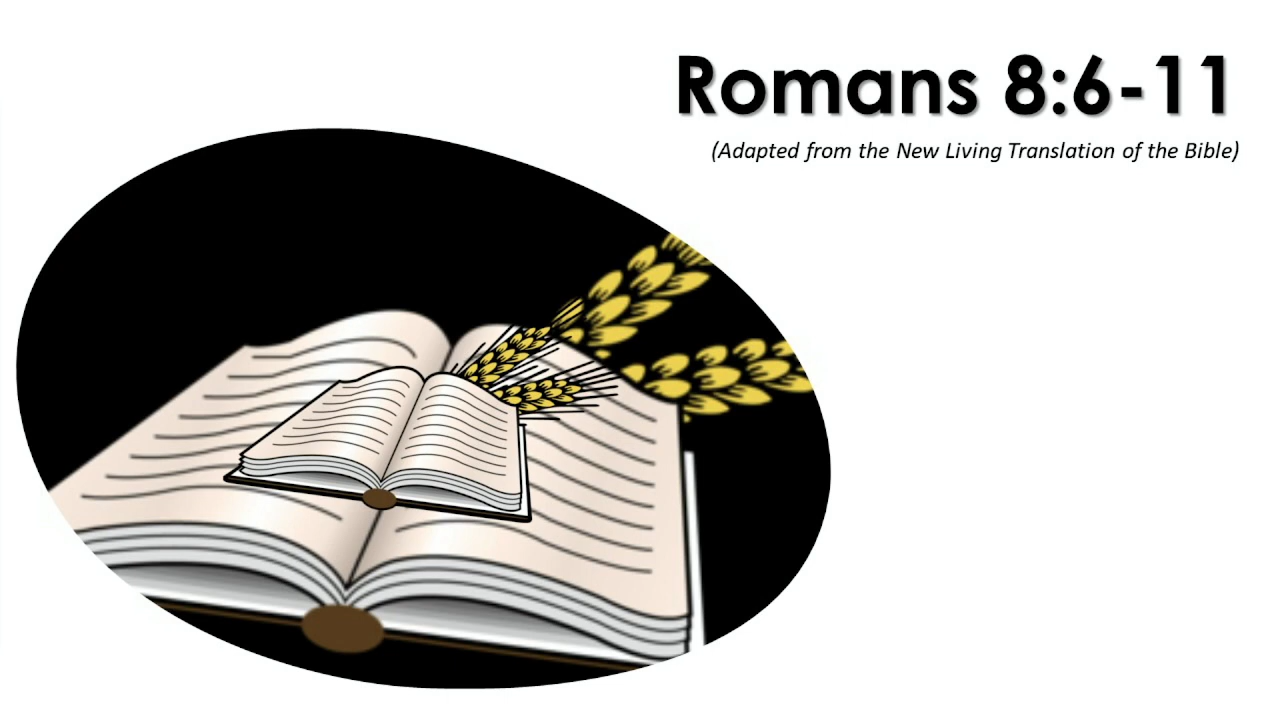 Romans 8:6-11
(Adapted from the New Living Translation of the Bible)